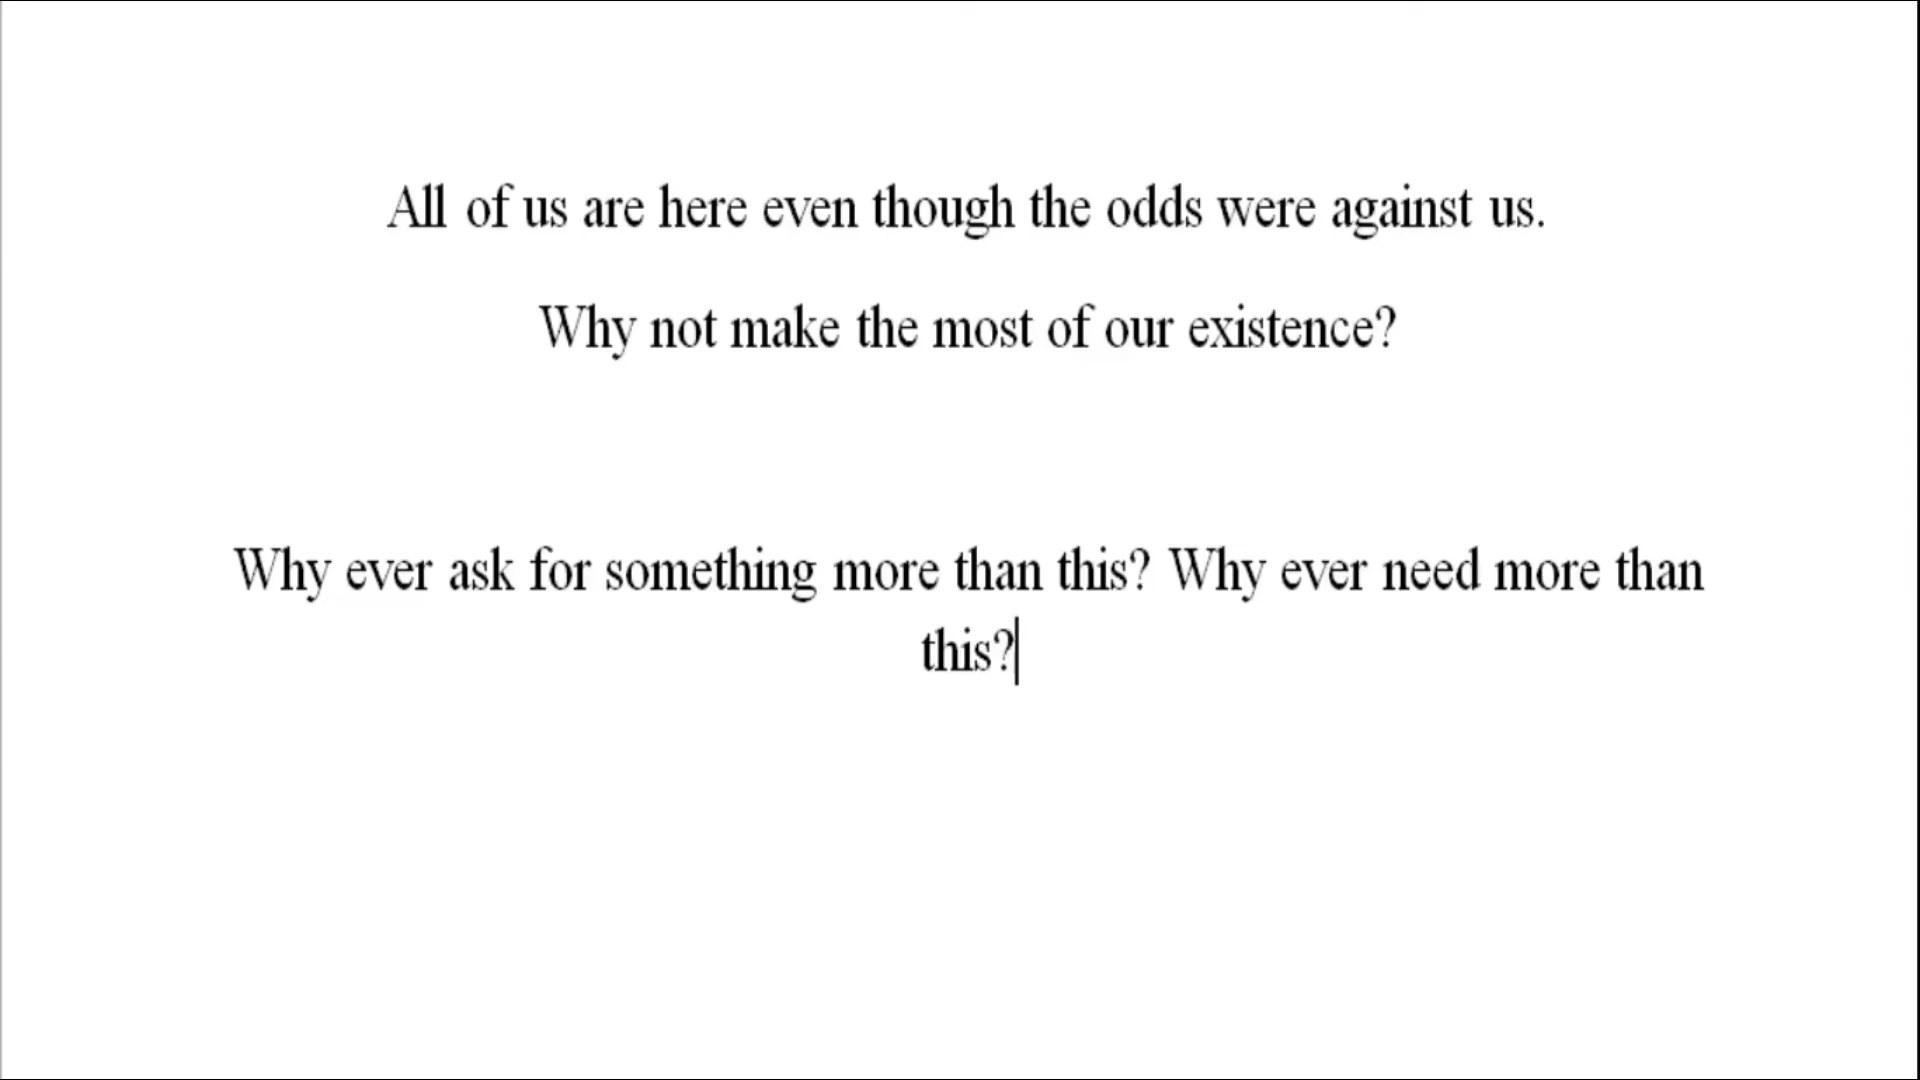 All of us are here even though the odds were against us.
Why not make the most of our existence?
Why ever ask for something more than this? Why ever need more than
this?